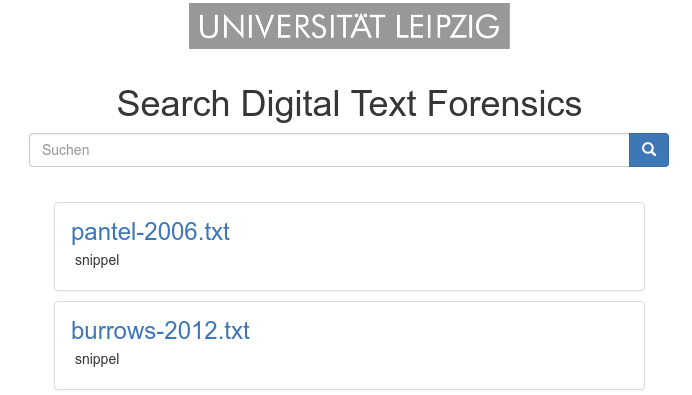 UNIVERSITÄT LEIPZIG
Search Digital Text Forensics
Suchen
pantel-2006.txt
snippel
burrows-2012.txt
snippel